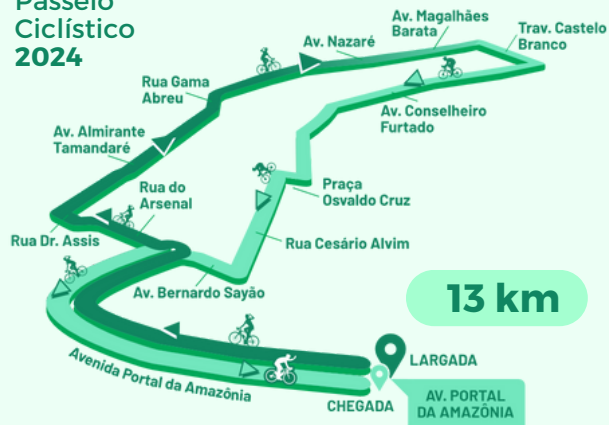 Passeio
Ciclístico
2024
Av. Magalhães
Barata
Trav. Castelo
Branco
Av. Nazaré
Rua Gama
Abreu
Av. Conselheiro
Furtado
Av. Almirante
Tamandaré
Rua do
Arsenal
Praça
Osvaldo Cruz
Rua Dr. Assis
Rua Cesário Alvim
Av. Bernardo Sayão
13 km
Avenida Portal da Amazônia
LARGADA
CHEGADA
AV. PORTAL
DA AMAZÔNIA